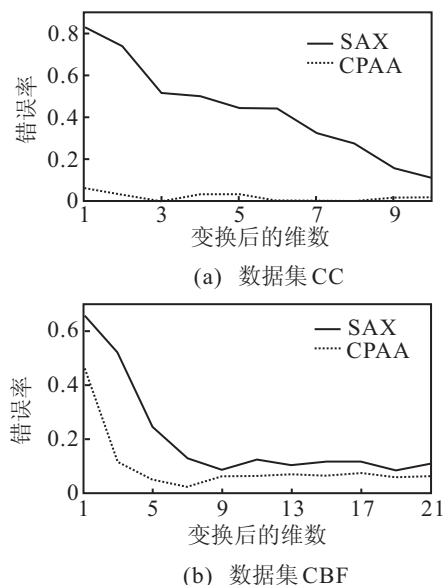 0.8
0.6
0.4
0.2
0
错误率
SAX
CPAA
1 3 5 7 9
变换后的维数
(a) 数据集CC
0.6
0.4
0.2
0
错误率
SAX
CPAA
1 5 9 13 17 21
变换后的维数
(b) 数据集CBF